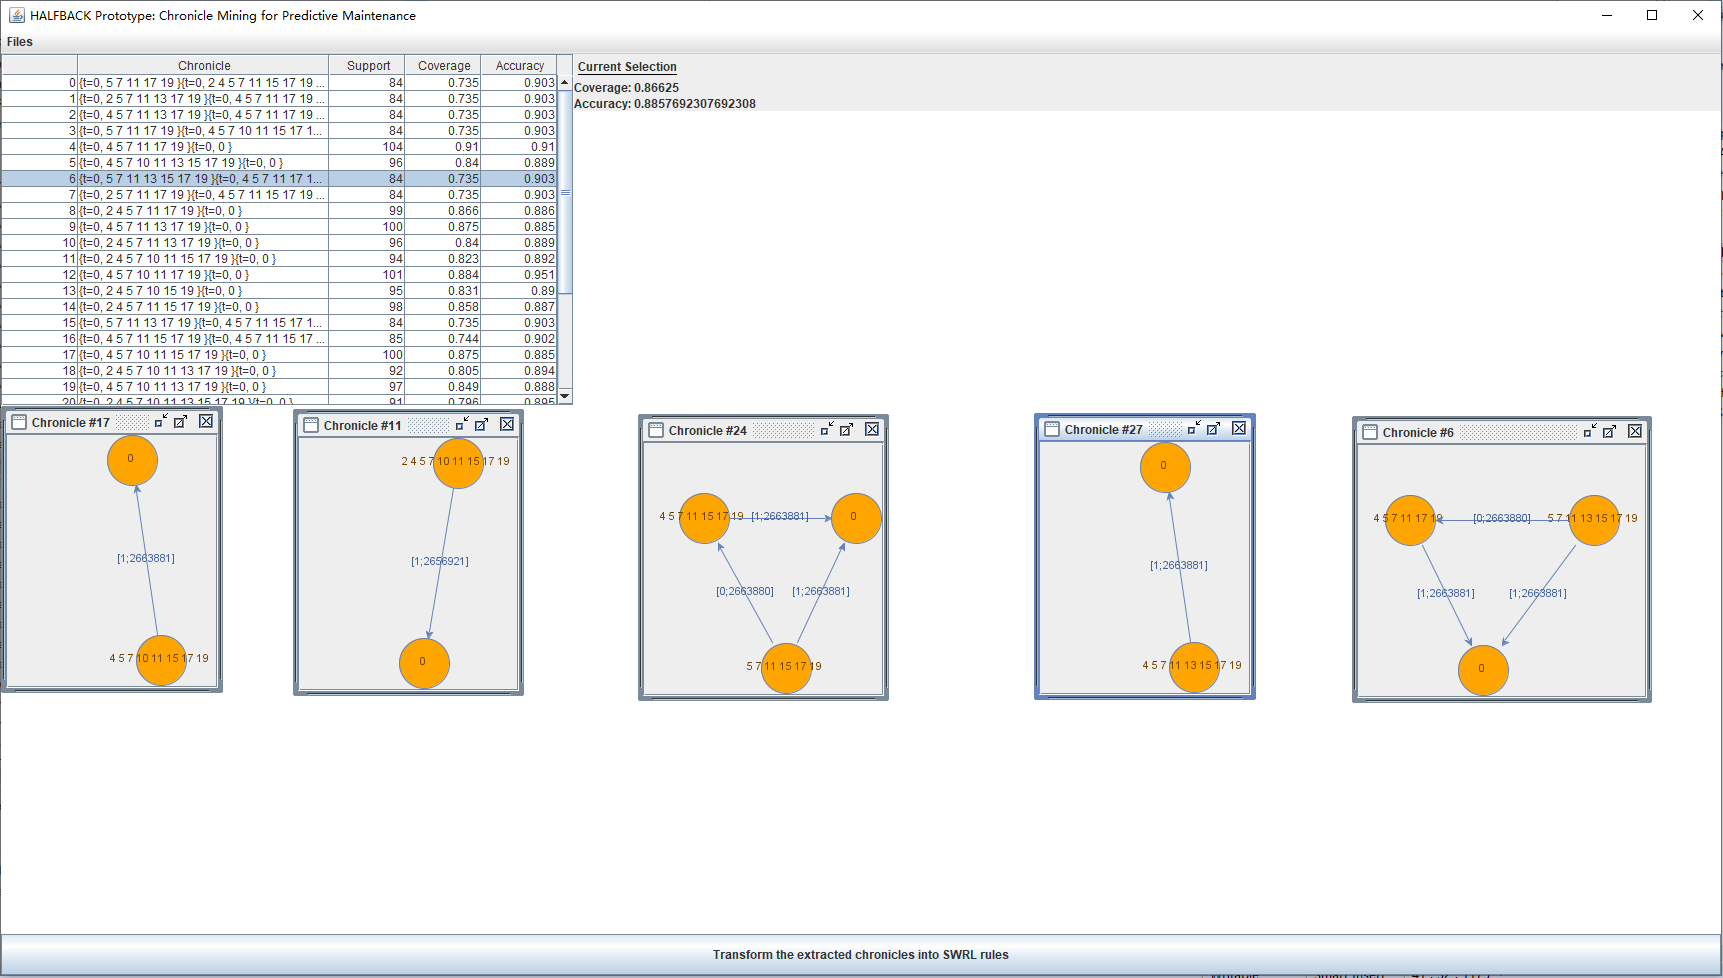 HALFBACK Prototype: Chronicle Mining for Predictive Maintenance
Files
Chronicle Support Coverage Accuracy
0 {t=0, 5 7 11 17 19 }{t=0, 2 4 5 7 11 15 17 19 ... 84 0.735 0.903
1 {t=0, 2 5 7 11 13 17 19 }{t=0, 4 5 7 11 17 19 ... 84 0.735 0.903
2 {t=0, 4 5 7 11 13 17 19 }{t=0, 4 5 7 11 17 19 ... 84 0.735 0.903
3 {t=0, 5 7 11 17 19 }{t=0, 4 5 7 10 11 15 17 1... 84 0.735 0.903
4 {t=0, 4 5 7 11 17 19 }{t=0, 0 } 104 0.91 0.91
5 {t=0, 4 5 7 10 11 13 15 17 19 }{t=0, 0 } 96 0.84 0.889
6 {t=0, 5 7 11 13 15 17 19 }{t=0, 4 5 7 11 17 1... 84 0.735 0.903
7 {t=0, 2 5 7 11 17 19 }{t=0, 4 5 7 11 15 17 19 ... 84 0.735 0.903
8 {t=0, 2 4 5 7 11 17 19 }{t=0, 0 } 99 0.866 0.886
9 {t=0, 4 5 7 11 13 17 19 }{t=0, 0 } 100 0.875 0.885
10 {t=0, 2 4 5 7 11 13 17 19 }{t=0, 0 } 96 0.84 0.889
11 {t=0, 2 4 5 7 10 11 15 17 19 }{t=0, 0 } 94 0.823 0.892
12 {t=0, 4 5 7 10 11 17 19 }{t=0, 0 } 101 0.884 0.951
13 {t=0, 2 4 5 7 10 15 19 }{t=0, 0 } 95 0.831 0.89
14 {t=0, 2 4 5 7 11 15 17 19 }{t=0, 0 } 98 0.858 0.887
15 {t=0, 5 7 11 13 17 19 }{t=0, 4 5 7 11 15 17 1... 84 0.735 0.903
16 {t=0, 4 5 7 11 15 17 19 }{t=0, 4 5 7 11 15 17 ... 85 0.744 0.902
17 {t=0, 4 5 7 10 11 15 17 19 }{t=0, 0 } 100 0.875 0.885
18 {t=0, 2 4 5 7 10 11 13 17 19 }{t=0, 0 } 92 0.805 0.894
19 {t=0, 4 5 7 10 11 13 17 19 }{t=0, 0 } 97 0.849 0.888
20 {t=0, 2 4 5 7 10 11 13 15 17 19 }{t=0, 0 } 91 0.796 0.895
Current Selection
Coverage: 0.86625
Accuracy: 0.8857692307692308
Chronicle #17
0
[1;2663881]
4 5 7 10 11 15 17 19
Chronicle #11
2 4 5 7 10 11 15 17 19
[1;2656921]
0
Chronicle #24
4 5 7 11 15 17 19 [1;2663881] 0
[0;2663880] [1;2663881]
5 7 11 15 17 19
Chronicle #27
0
[1;2663881]
4 5 7 11 13 15 17 19
Chronicle #6
4 5 7 11 17 19 [0;2663880] 5 7 11 13 15 17 19
[1;2663881] [1;2663881]
0
Transform the extracted chronicles into SWRL rules